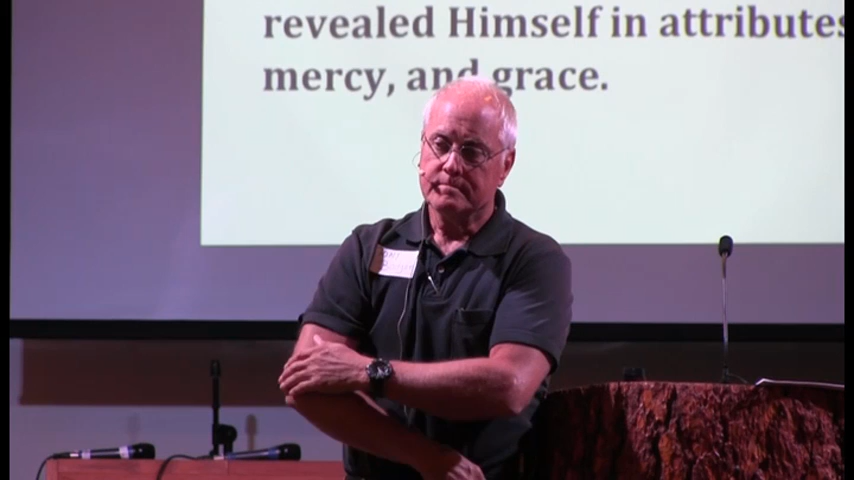 revealed Himself in attributes
mercy, and grace.